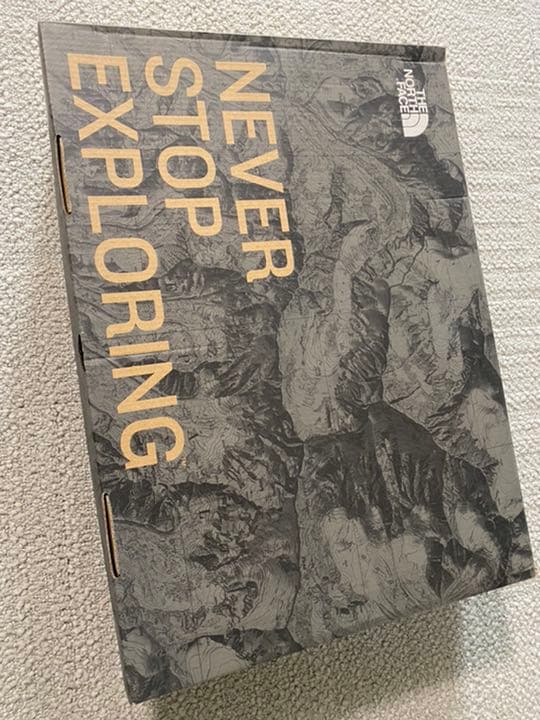 THE
NORTH
FACE
NEVER
STOP
EXPLORING